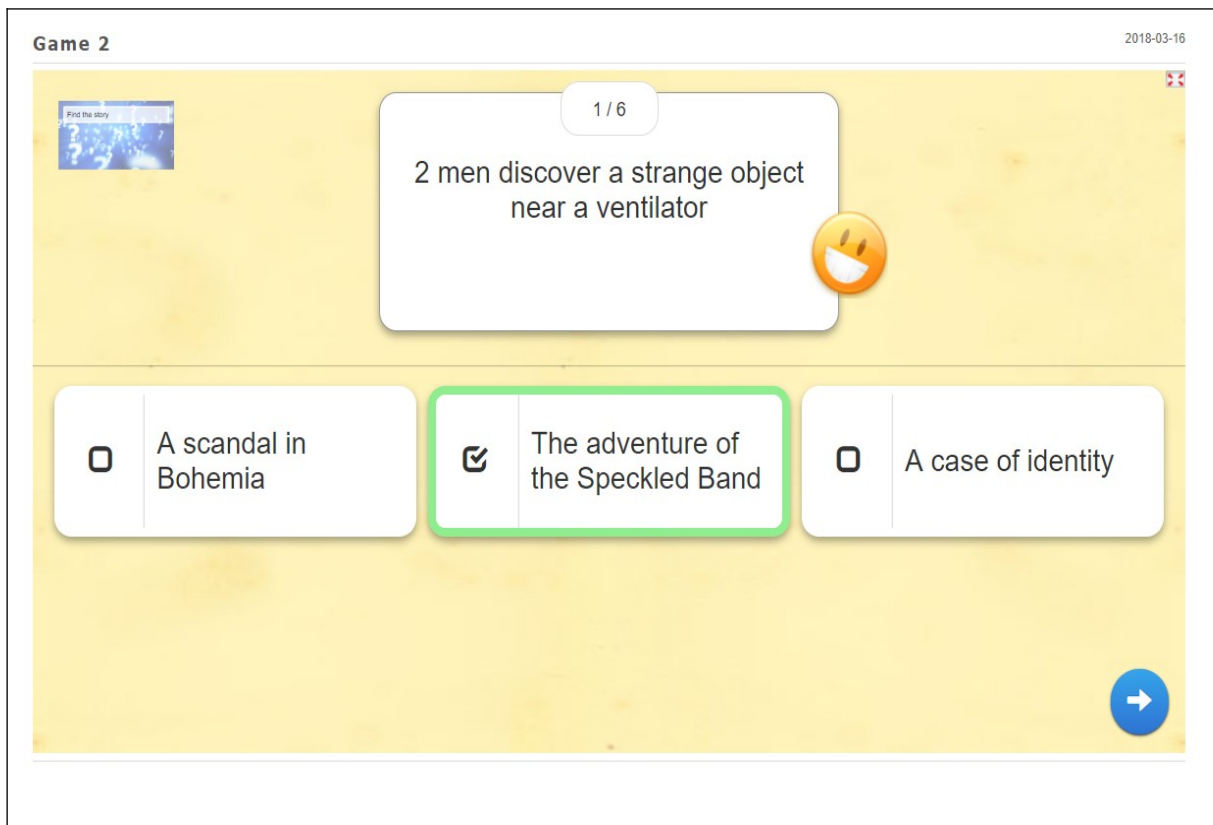 Game 2
2018-03-16
Find the story
1 / 6
2 men discover a strange object
near a ventilator
A scandal in
Bohemia
The adventure of
the Speckled Band
A case of identity